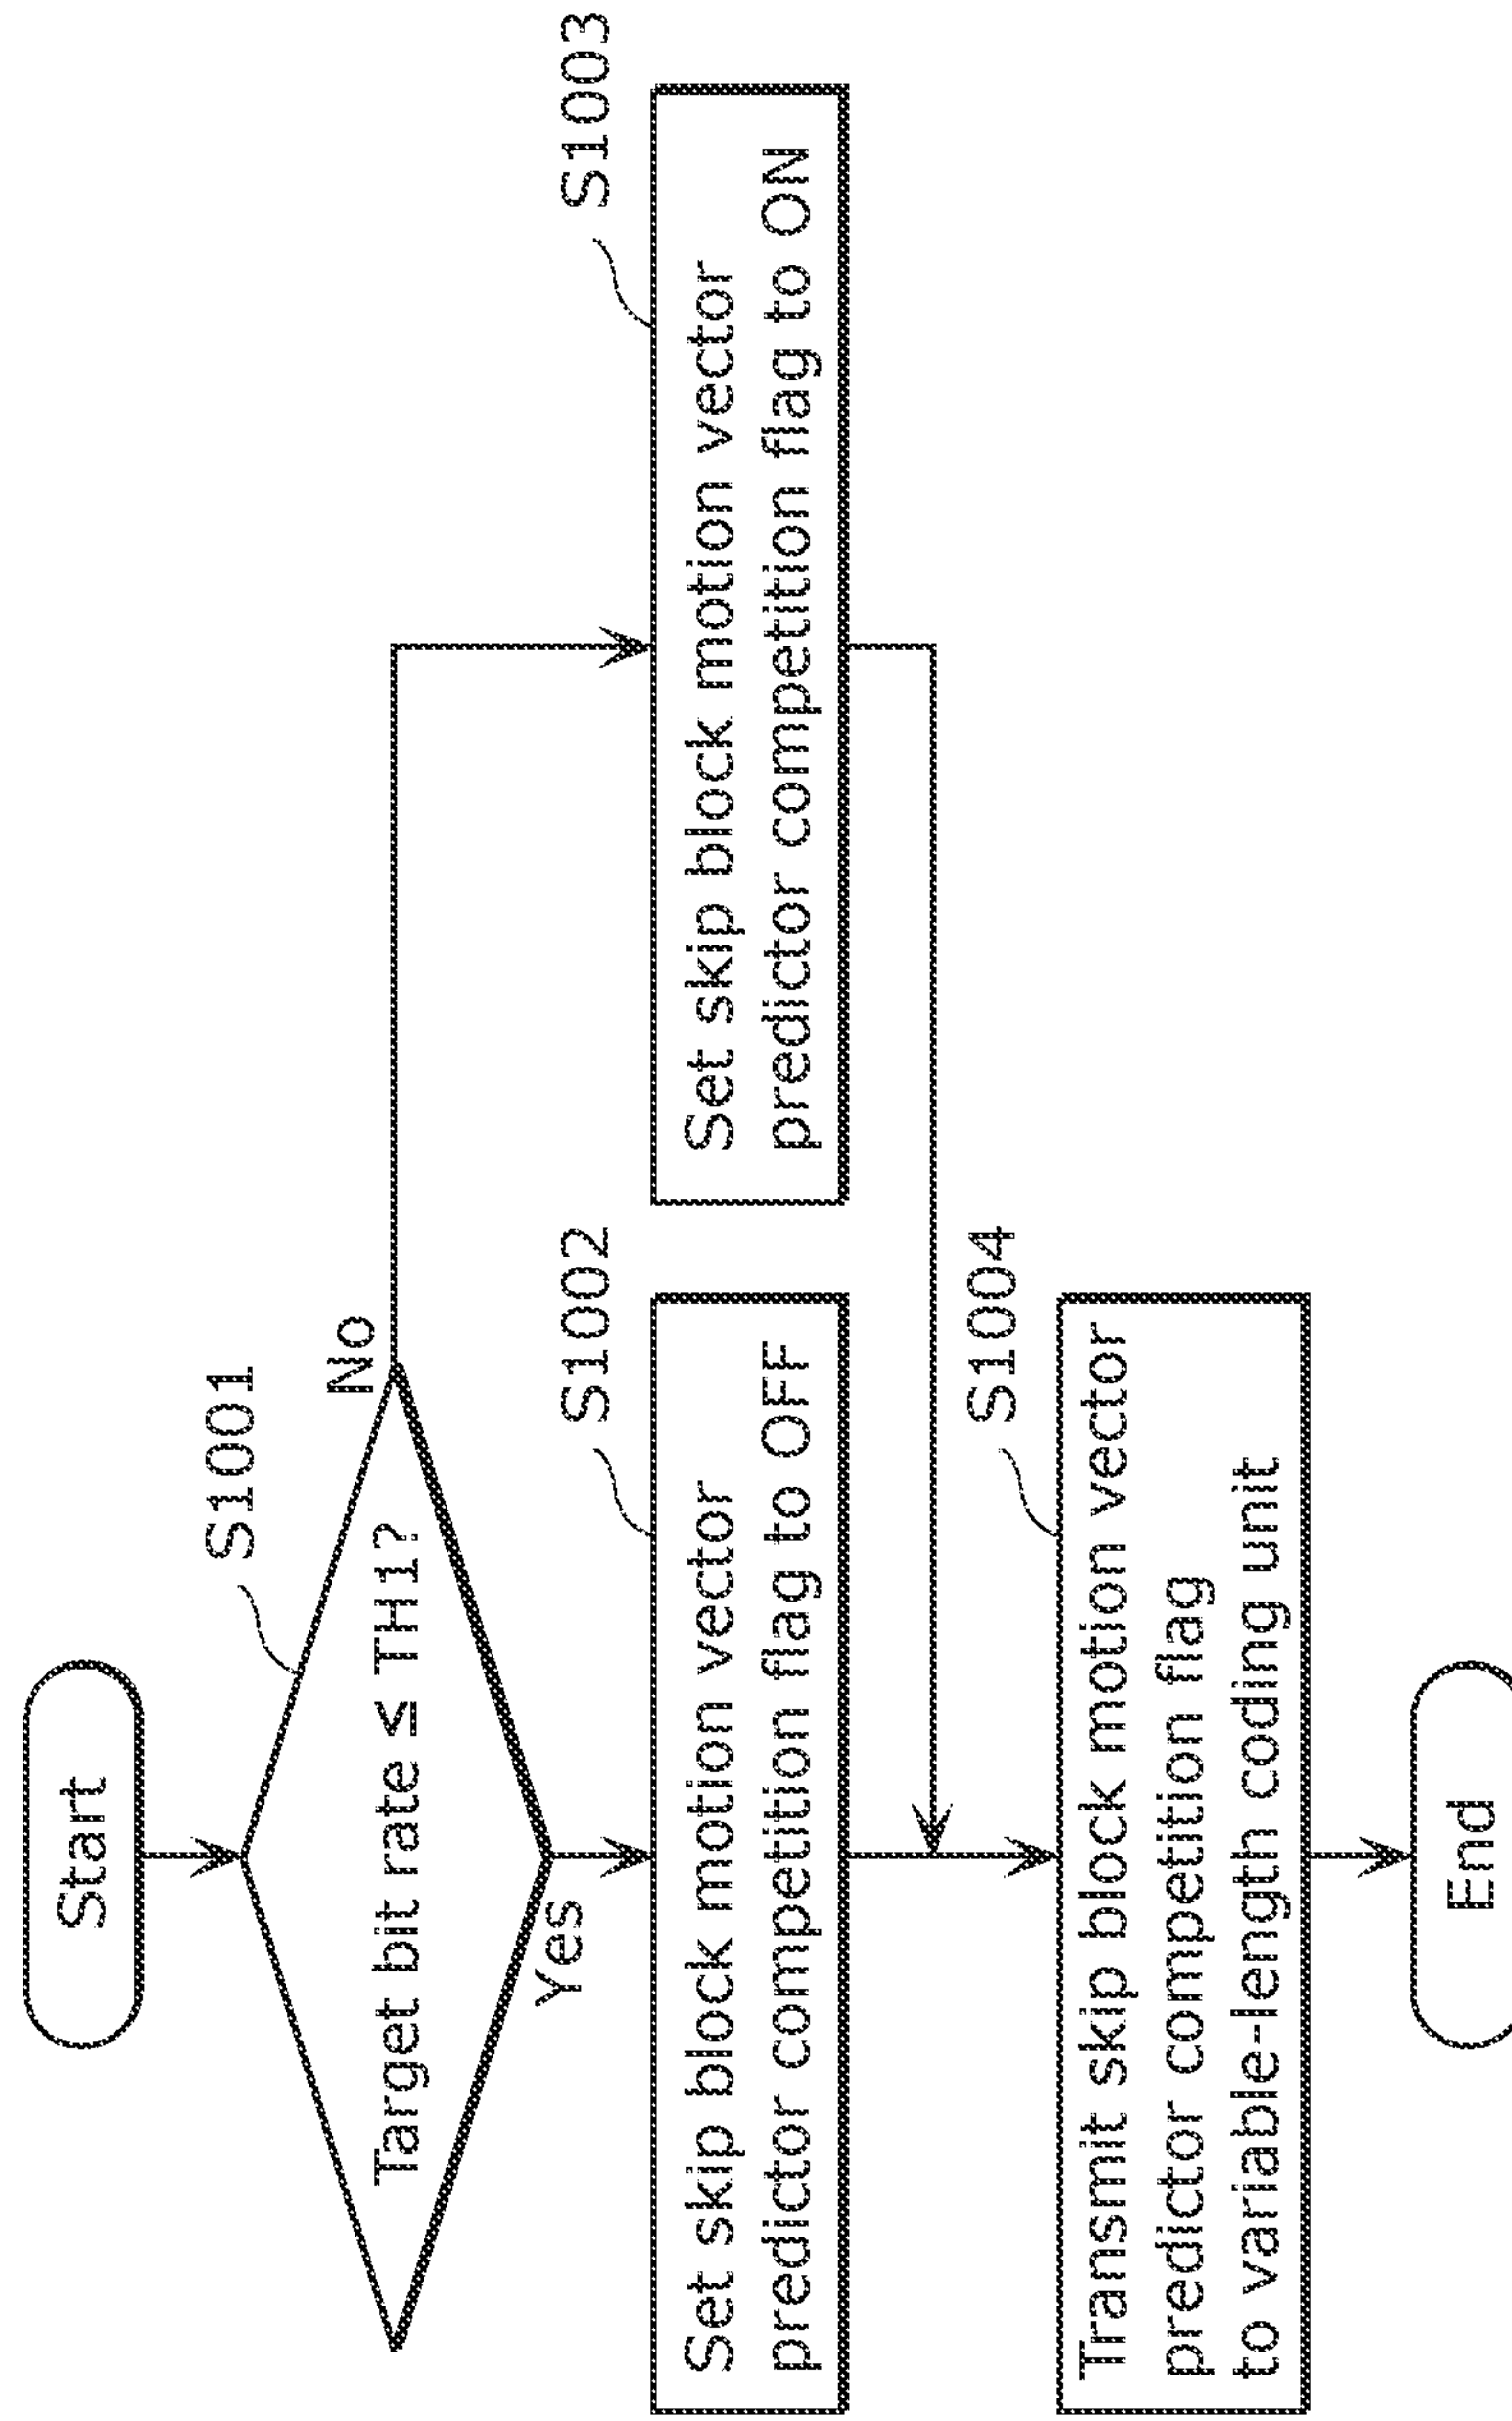 Start
S1001
Target bit rate ≤ TH1?
No
Yes
S1002
Set skip block motion vector
predictor competition flag to OFF
S1003
Set skip block motion vector
predictor competition flag to ON
S1004
Transmit skip block motion vector
predictor competition flag
to variable-length coding unit
End